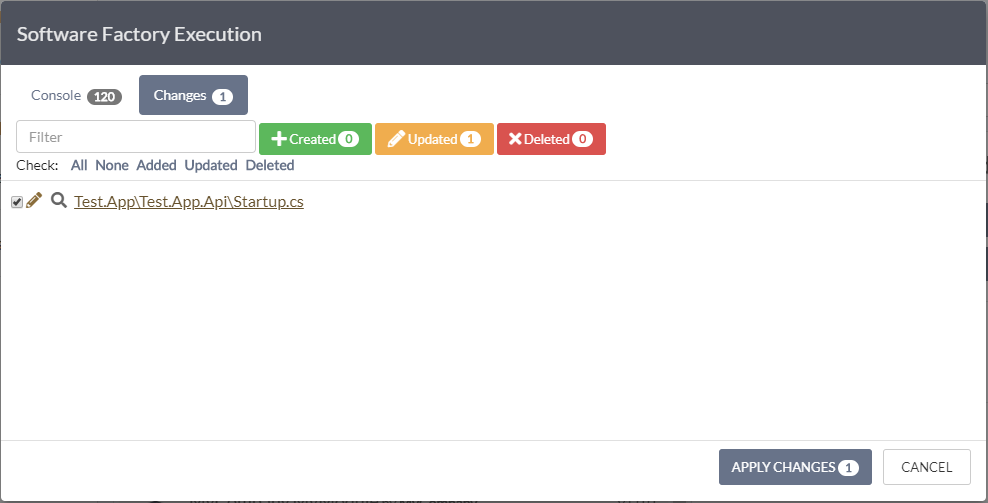 Software Factory Execution
Console 120 Changes 1
Filter Created 0 Updated 1 Deleted 0
Check: All None Added Updated Deleted
Test.App\Test.App.Api\Startup.cs
APPLY CHANGES 1 CANCEL